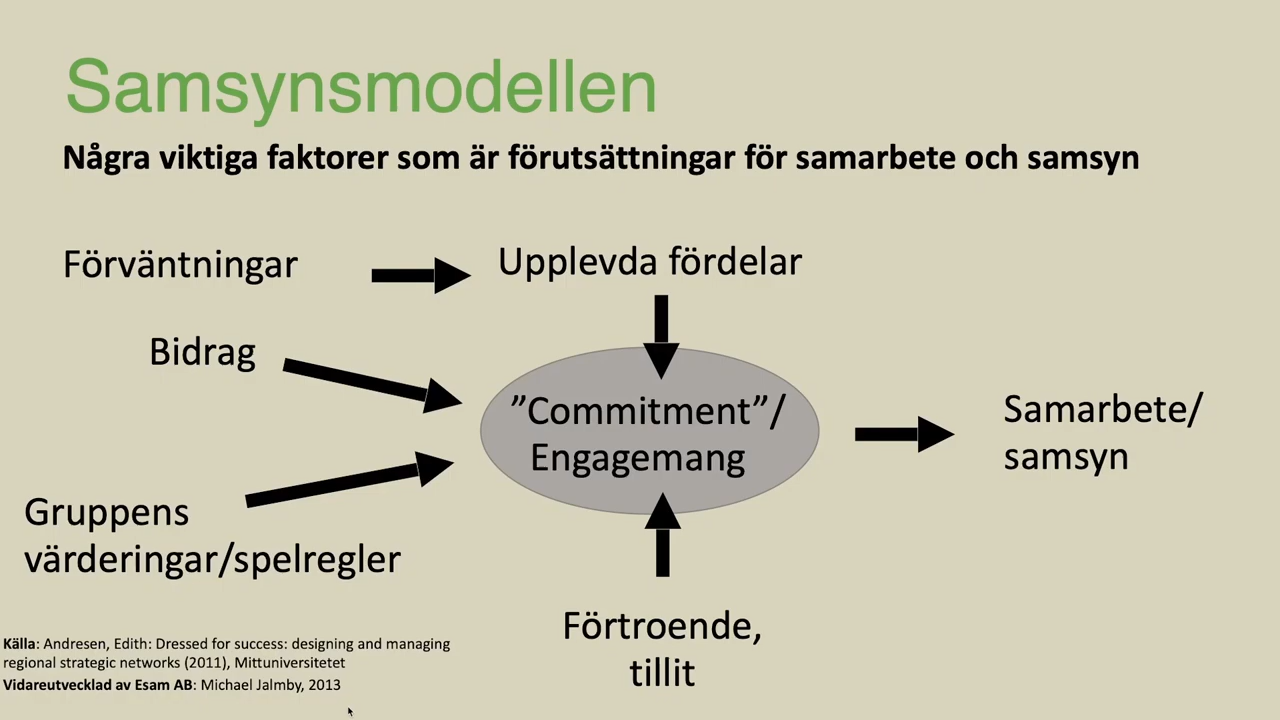 Samsynsmodellen
Några viktiga faktorer som är förutsättningar för samarbete och samsyn
Förväntningar
Upplevda fördelar
Bidrag
”Commitment”/
Engagemang
Samarbete/
samsyn
Gruppens
värderingar/spelregler
Förtroende,
tillit
Källa: Andresen, Edith: Dressed for success: designing and managing
regional strategic networks (2011), Mittuniversitetet
Vidareutvecklad av Esam AB: Michael Jalmby, 2013